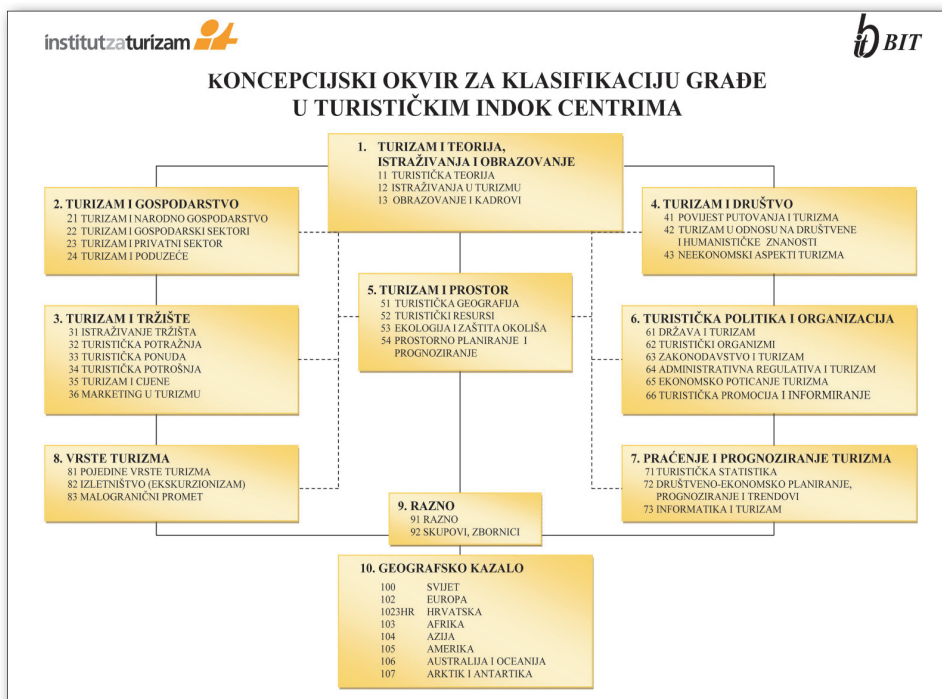 institutzaturizam
bit BIT
KONCEPCIJSKI OKVIR ZA KLASIFIKACIJU GRAĐE
U TURISTIČKIM INDOK CENTRIMA
1. TURIZAM I TEORIJA,
ISTRAŽIVANJA I OBRAZOVANJE
11 TURISTIČKA TEORIJA
12 ISTRAŽIVANJA U TURIZMU
13 OBRAZOVANJE I KADROVI
2. TURIZAM I GOSPODARSTVO
21 TURIZAM I NARODNO GOSPODARSTVO
22 TURIZAM I GOSPODARSKI SEKTORI
23 TURIZAM I PRIVATNI SEKTOR
24 TURIZAM I PODUZEĆE
4. TURIZAM I DRUŠTVO
41 POVIJEST PUTOVANJA I TURIZMA
42 TURIZAM U ODNOSU NA DRUŠTVENE
I HUMANISTIČKE ZNANOSTI
43 NEEKONOMSKI ASPEKTI TURIZMA
5. TURIZAM I PROSTOR
51 TURISTIČKA GEOGRAFIJA
52 TURISTIČKI RESURSI
53 EKOLOGIJA I ZAŠTITA OKOLIŠA
54 PROSTORNO PLANIRANJE I
PROGNOZIRANJE
3. TURIZAM I TRŽIŠTE
31 ISTRAŽIVANJE TRŽIŠTA
32 TURISTIČKA POTRAŽNJA
33 TURISTIČKA PONUDA
34 TURISTIČKA POTROŠNJA
35 TURIZAM I CIJENE
36 MARKETING U TURIZMU
6. TURISTIČKA POLITIKA I ORGANIZACIJA
61 DRŽAVA I TURIZAM
62 TURISTIČKI ORGANIZMI
63 ZAKONODAVSTVO I TURIZAM
64 ADMINISTRATIVNA REGULATIVA I TURIZAM
65 EKONOMSKO POTICANJE TURIZMA
66 TURISTIČKA PROMOCIJA I INFORMIRANJE
8. VRSTE TURIZMA
81 POJEDINE VRSTE TURIZMA
82 IZLETNIŠTVO (EKSKURZIONIZAM)
83 MALOGRANIČNI PROMET
7. PRAĆENJE I PROGNOZIRANJE TURIZMA
71 TURISTIČKA STATISTIKA
72 DRUŠTVENO-EKONOMSKO PLANIRANJE,
PROGNOZIRANJE I TRENDOVI
73 INFORMATIKA I TURIZAM
9. RAZNO
91 RAZNO
92 SKUPOVI, ZBORNICI
10. GEOGRAFSKO KAZALO
100 SVIJET
102 EUROPA
1023HR HRVATSKA
103 AFRIKA
104 AZIJA
105 AMERIKA
106 AUSTRALIJA I OCEANIJA
107 ARKTIK I ANTARTIKA